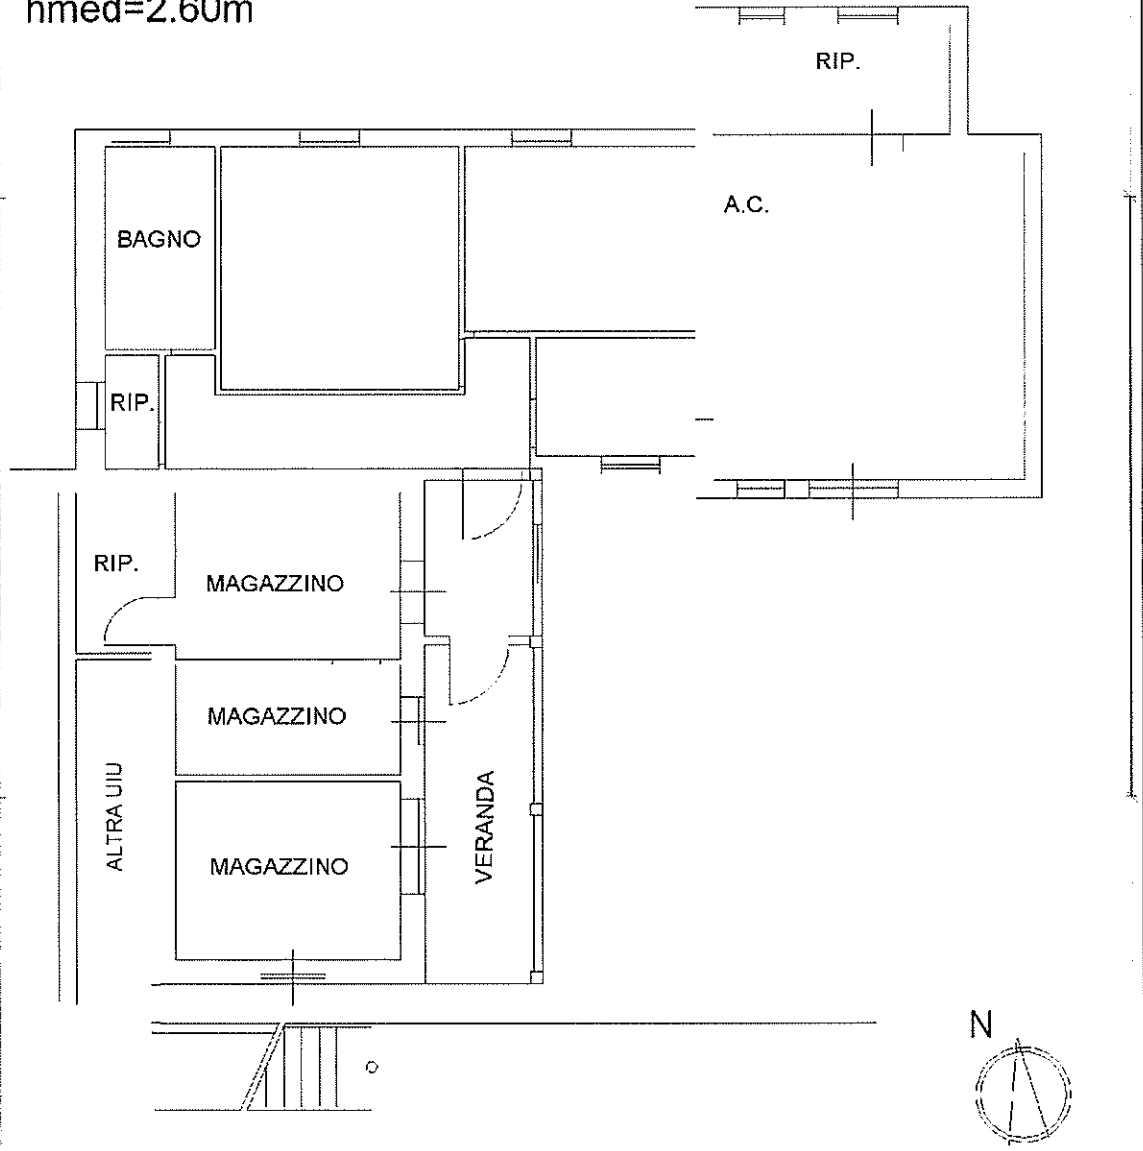 hmed=2.60m
RIP.
A.C.
BAGNO
RIP.
RIP.
MAGAZZINO
MAGAZZINO
ALTRA UIU
VERANDA
MAGAZZINO
N